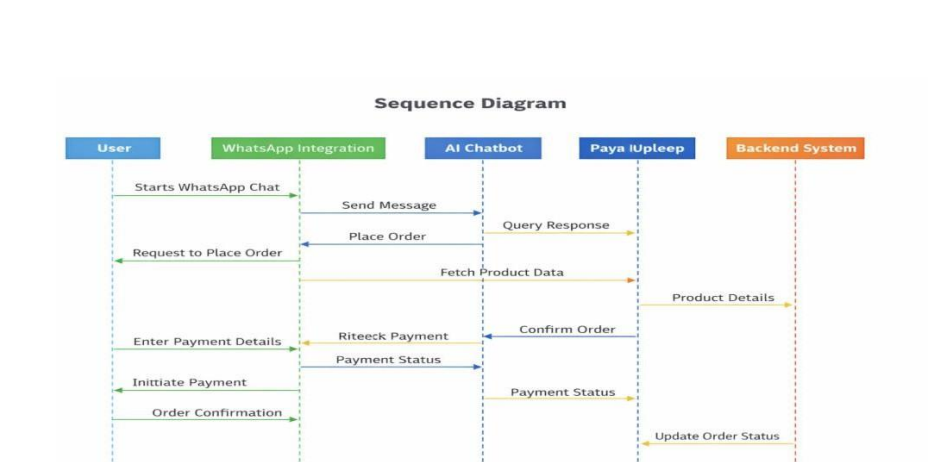 Sequence Diagram
User
WhatsApp Integration
AI Chatbot
Paya IUpleep
Backend System
Starts WhatsApp Chat
Send Message
Query Response
Place Order
Request to Place Order
Fetch Product Data
Product Details
Confirm Order
Riteeck Payment
Enter Payment Details
Payment Status
Inittiate Payment
Payment Status
Order Confirmation
Update Order Status